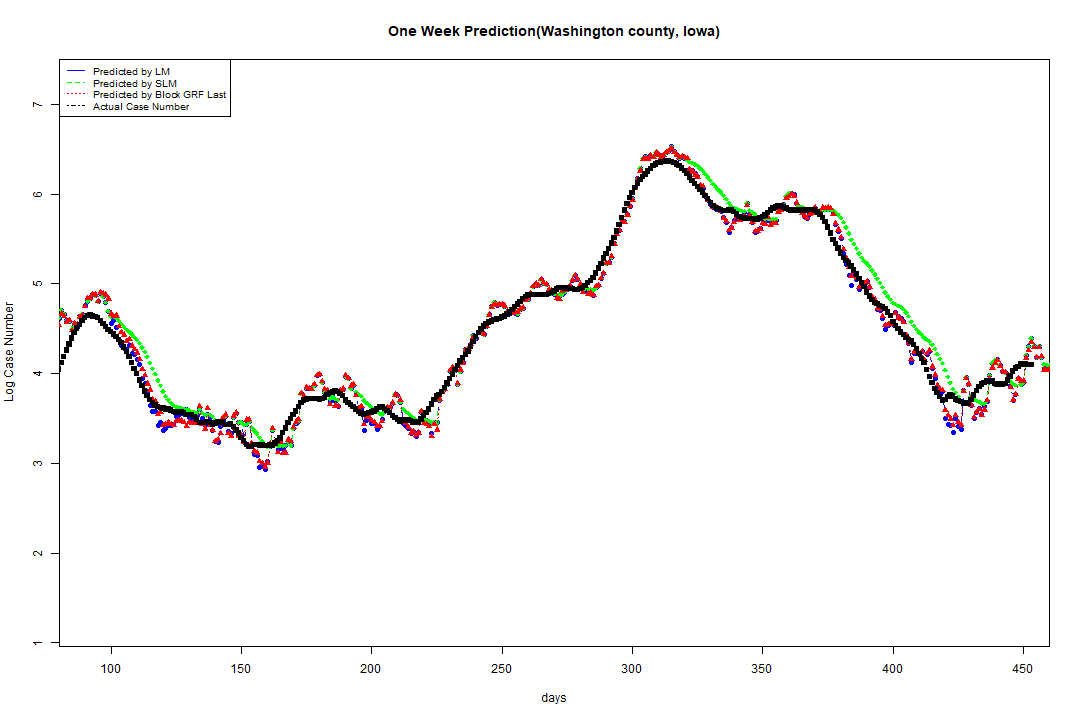 One Week Prediction(Washington county, Iowa)
Predicted by LM
Predicted by SLM
Predicted by Block GRF Last
Actual Case Number
7
6
5
4
3
2
1
Log Case Number
100 150 200 250 300 350 400 450
days